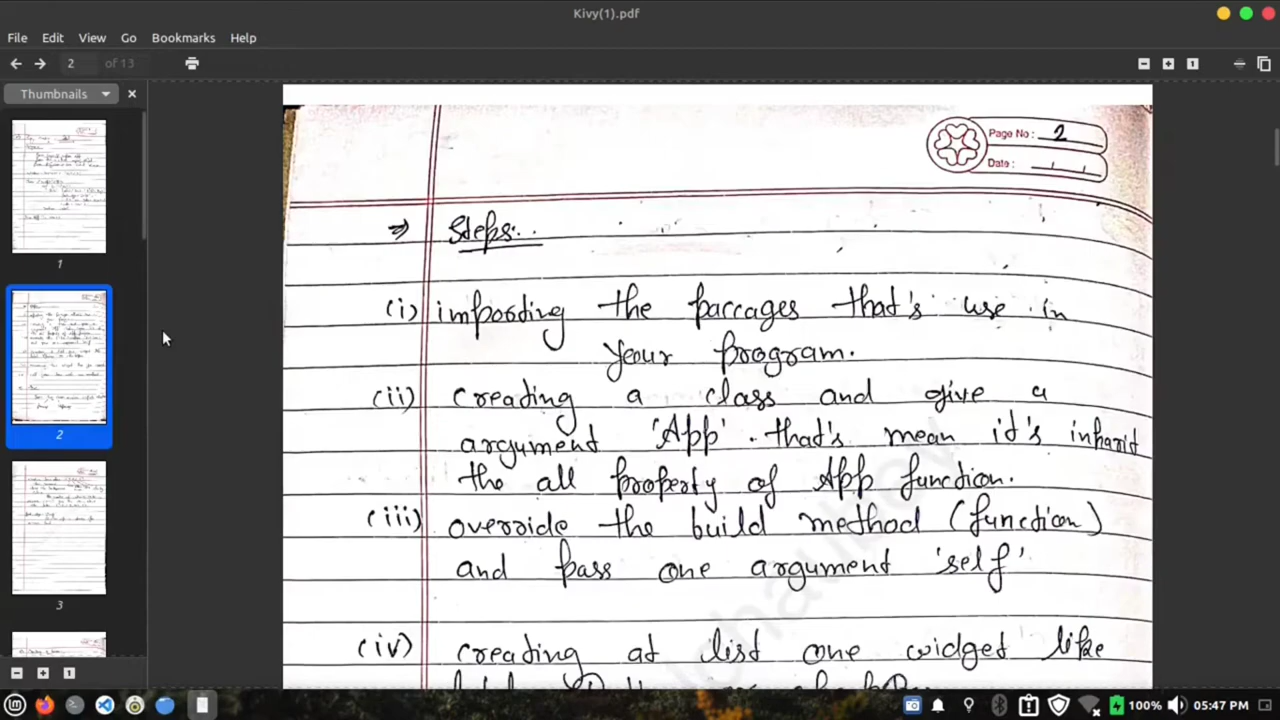 Kivy(1).pdf
File Edit View Go Bookmarks Help
2 of 13
Thumbnails
Page No: 2
Date:
Steps:
(i) importing the paccages that's use in
your program.
(ii) creading a class and give a
argument 'App'. that's mean it's inharit
the all property of App function.
(iii) override the build method (function)
and pass one argument 'self'
(iv) creading at list one widget like
1
2
3
100% 05:47 PM